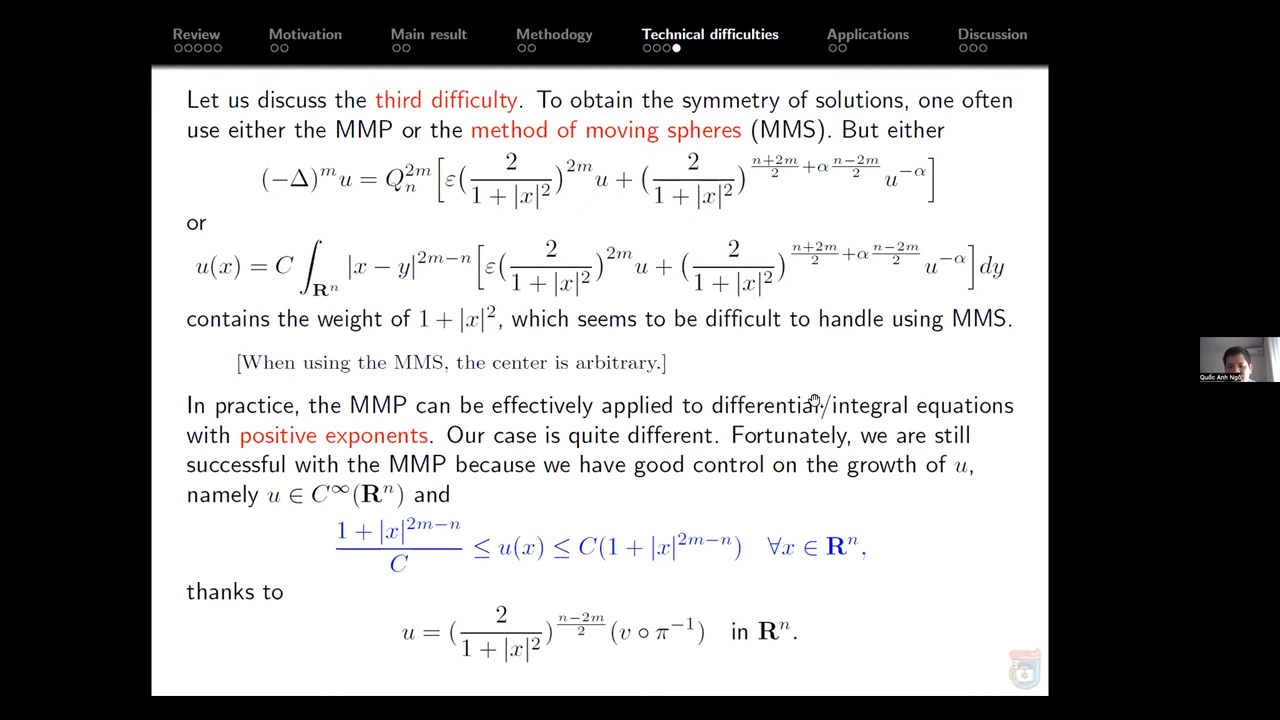 Review Motivation Main result Methodogy Technical difficulties Applications Discussion
Let us discuss the third difficulty. To obtain the symmetry of solutions, one often
use either the MMP or the method of moving spheres (MMS). But either
(−Δ)^m u = Q_n^{2m} [ε(2/(1 + |x|²))^{2m} u + (2/(1 + |x|²))^{(n+2m)/2 + α(n−2m)/2} u^{−α}]
or
u(x) = C ∫_{R^n} |x − y|^{2m−n} [ε(2/(1 + |x|²))^{2m} u + (2/(1 + |x|²))^{(n+2m)/2 + α(n−2m)/2} u^{−α}] dy
contains the weight of 1 + |x|², which seems to be difficult to handle using MMS.
[When using the MMS, the center is arbitrary.]
In practice, the MMP can be effectively applied to differential/integral equations
with positive exponents. Our case is quite different. Fortunately, we are still
successful with the MMP because we have good control on the growth of u,
namely u ∈ C^∞(R^n) and
(1 + |x|^{2m−n})/C ≤ u(x) ≤ C(1 + |x|^{2m−n}) ∀x ∈ R^n,
thanks to
u = (2/(1 + |x|²))^{(n−2m)/2} (v ∘ π^{−1}) in R^n.
Quốc Anh Ngô